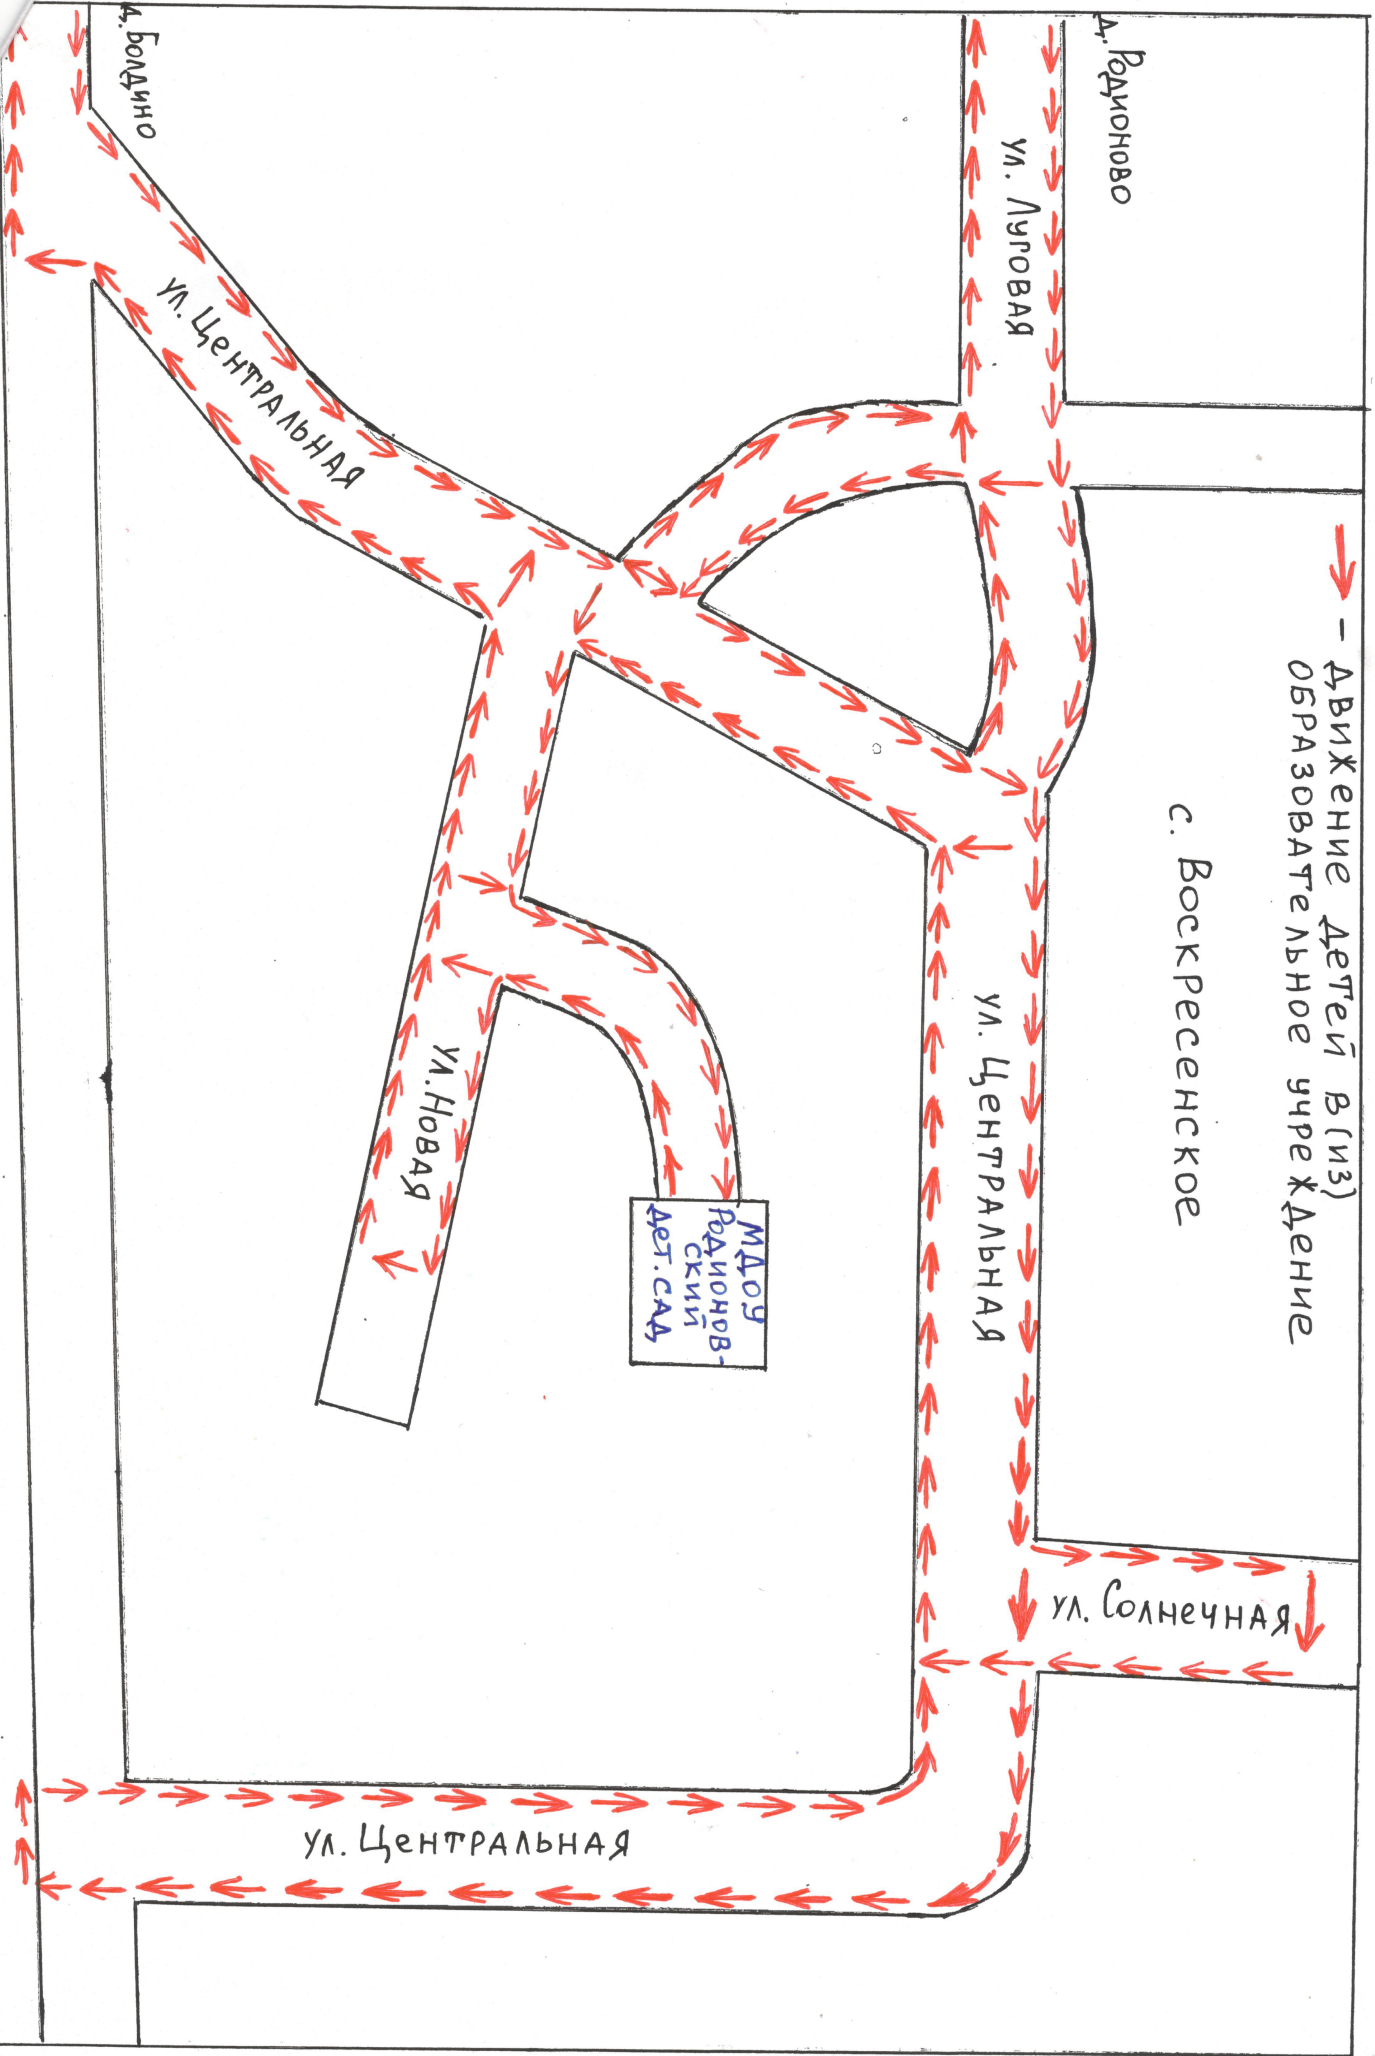 → - движение детей в (из)
образовательное учреждение
с. Воскресенское
д. Родионово
ул. Луговая
ул. Центральная
ул. Солнечная
МДОУ
Родионов-
ский
дет. сад
ул. Новая
ул. Центральная
ул. Центральная
д. Болдино